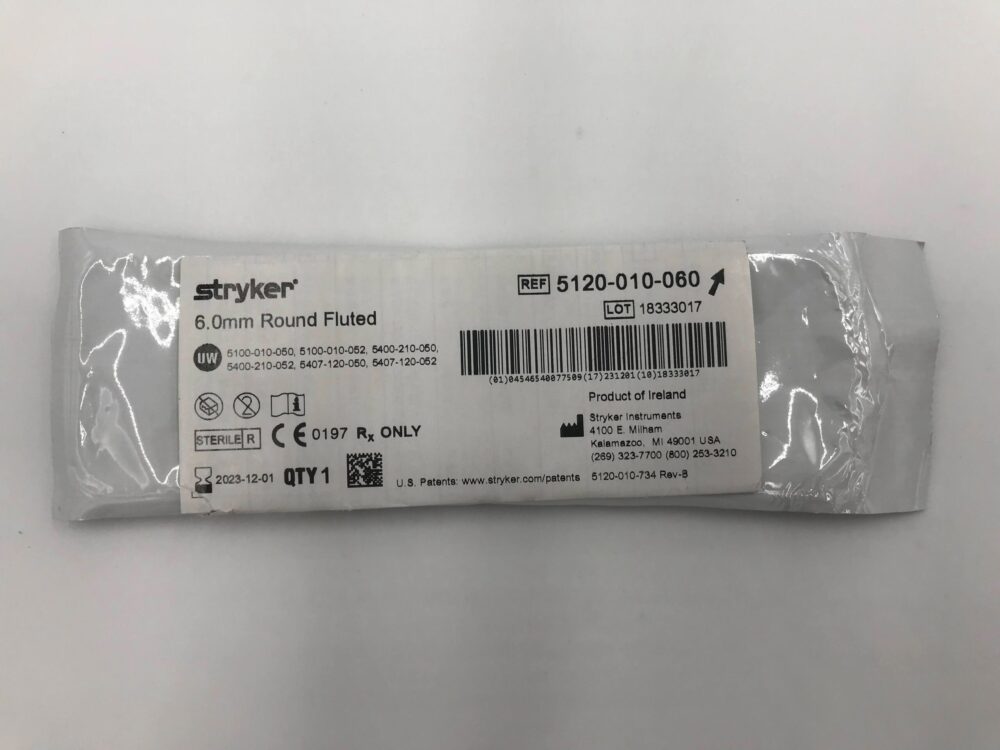 stryker®
6.0mm Round Fluted
UW
5100-010-050, 5100-010-052, 5400-210-050,
5400-210-052, 5407-120-050, 5407-120-052
2
i
STERILE R
CE 0197 Rx ONLY
2023-12-01 QTY 1
REF 5120-010-060
LOT 18333017
(01)04546540077509(17)231201(10)18333017
Product of Ireland
Stryker Instruments
4100 E. Milham
Kalamazoo, MI 49001 USA
(269) 323-7700 (800) 253-3210
U.S. Patents: www.stryker.com/patents 5120-010-734 Rev-B